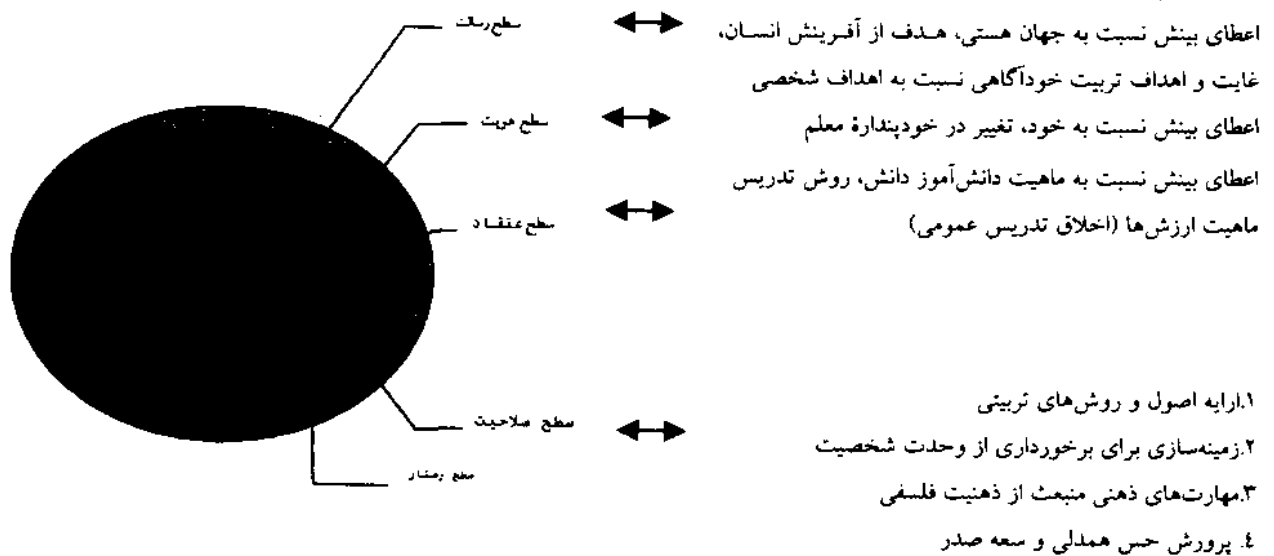 سطح رسالت
اعطای بینش نسبت به جهان هستی، هدف از آفرینش انسان،
غایت و اهداف تربیت خودآگاهی نسبت به اهداف شخصی
سطح هویت
اعطای بینش نسبت به خود، تغییر در خودپندارهٔ معلم
اعطای بینش نسبت به ماهیت دانش‌آموز دانش، روش تدریس
سطح عتقاد
ماهیت ارزش‌ها (اخلاق تدریس عمومی)
۱.ارایه اصول و روش‌های تربیتی
سطح صلاحیت
۲.زمینه‌سازی برای برخورداری از وحدت شخصیت
سطح رفتار
۳.مهارت‌های ذهنی منبعث از ذهنیت فلسفی
٤. پرورش حس همدلی و سعه صدر